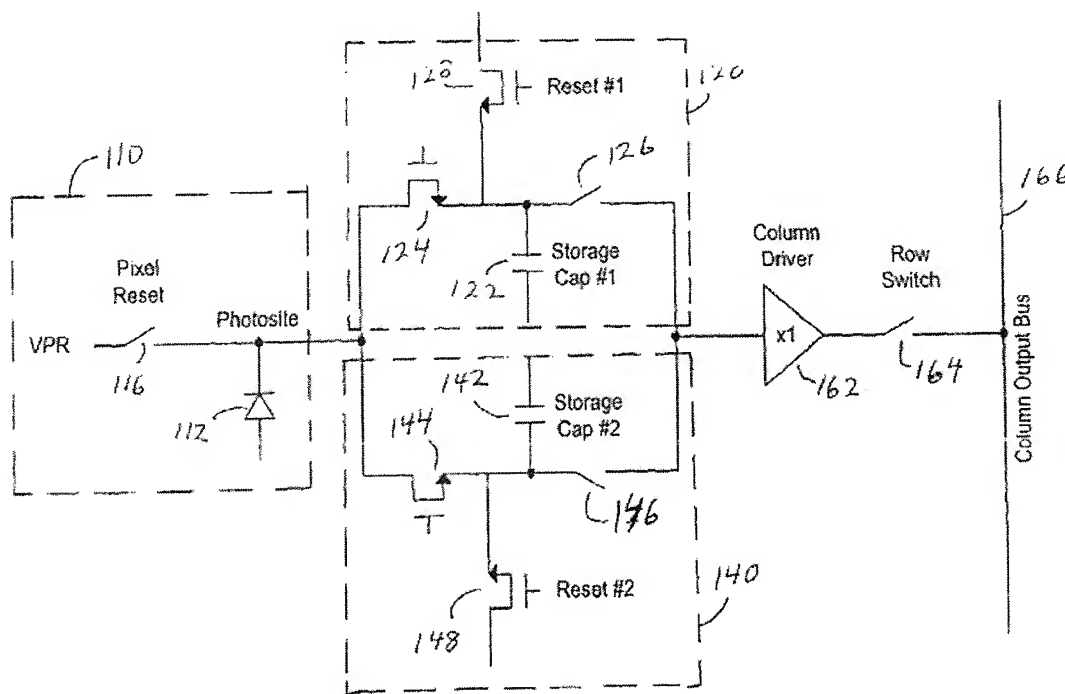 128
Reset #1
120
110
126
166
124
Storage
Cap #1
122
Column
Driver
Row
Switch
Pixel
Reset
Photosite
VPR
x1
116
142
162
164
Storage
Cap #2
112
144
Column Output Bus
146
Reset #2
140
148